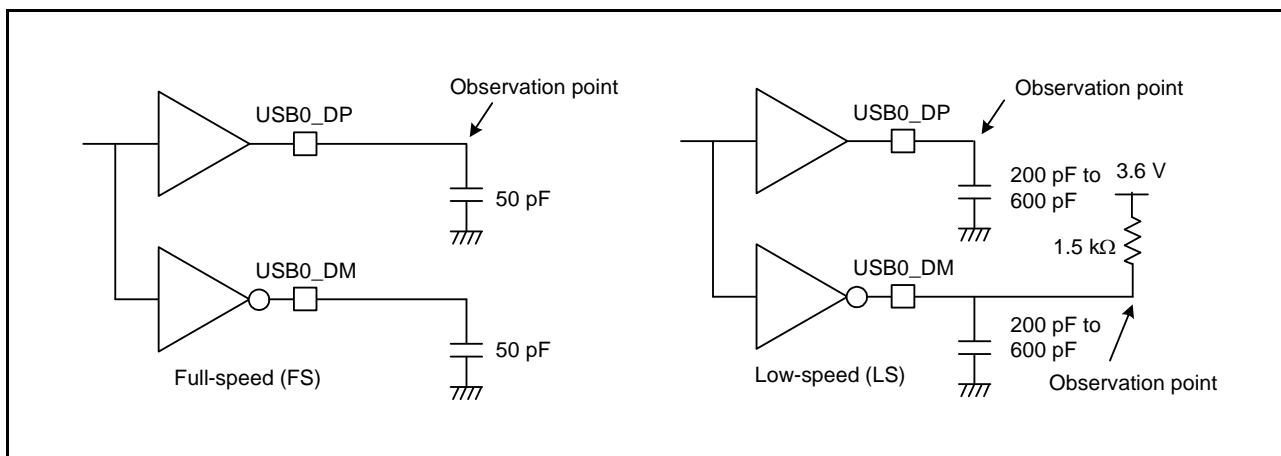 Observation point
USB0_DP
50 pF
USB0_DM
50 pF
Full-speed (FS)
Observation point
USB0_DP
200 pF to
600 pF
3.6 V
1.5 kΩ
USB0_DM
200 pF to
600 pF
Observation point
Low-speed (LS)